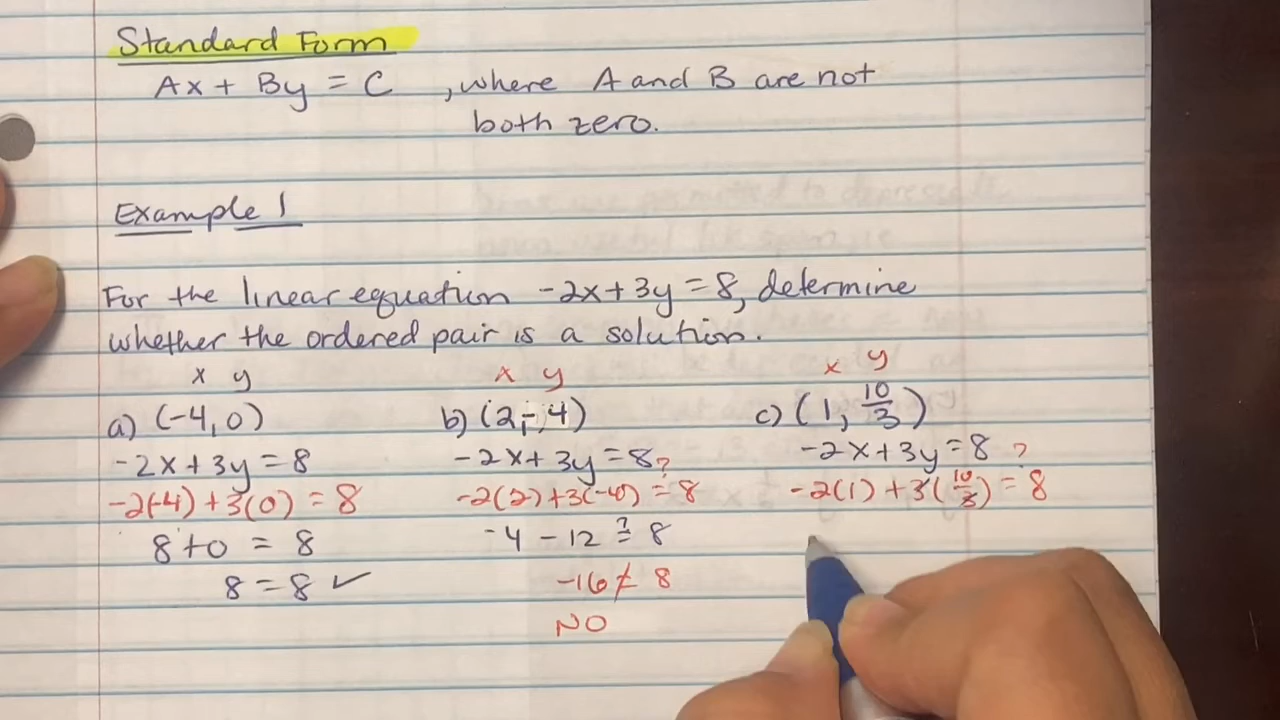 Standard Form
Ax + By = C , where A and B are not
both zero.
Example 1
For the linear equation -2x+3y=8, determine
whether the ordered pair is a solution.
x y
a) (-4,0)
-2x+3y=8
-2(-4)+3(0)=8
8+0=8
8=8 ✓
x y
b) (2,-4)
-2x+3y=8
?
-2(2)+3(-4)=8
-4-12≟8
-16≠8
NO
x y
c) (1, 10/3)
-2x+3y=8
?
-2(1)+3(10/3)=8